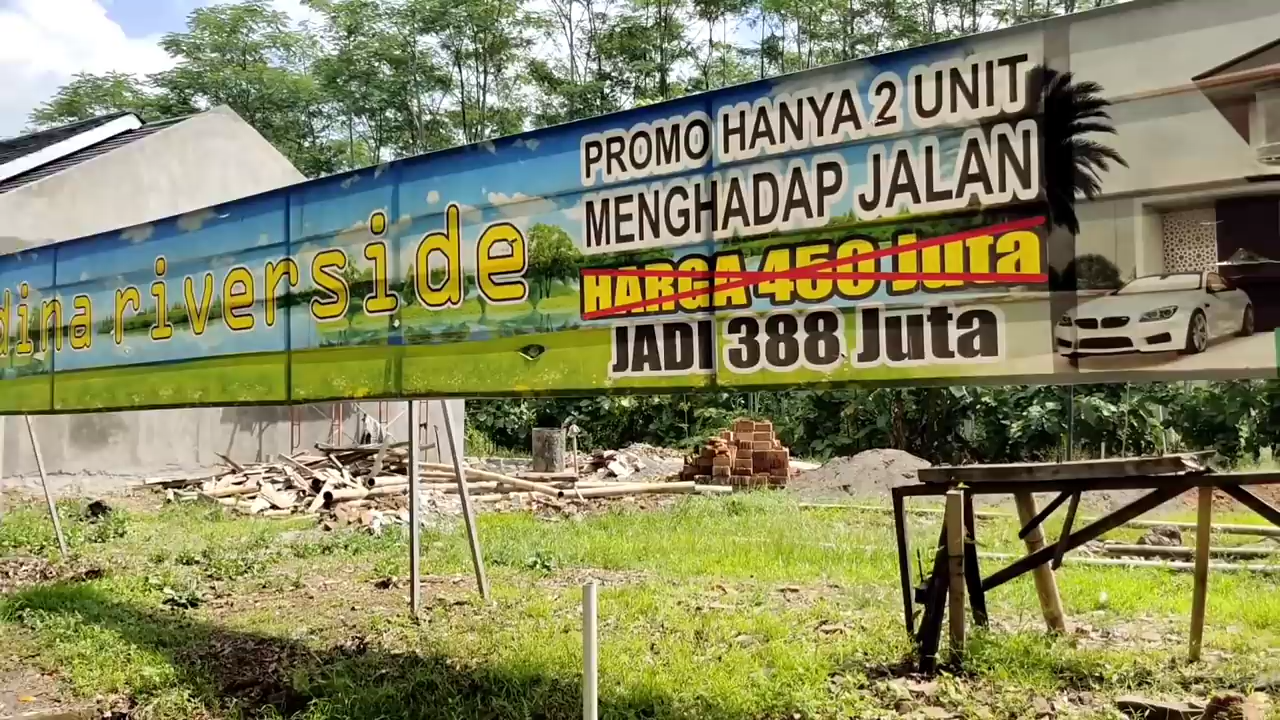 dina riverside
PROMO HANYA 2 UNIT
MENGHADAP JALAN
HARGA 450 Juta
JADI 388 Juta